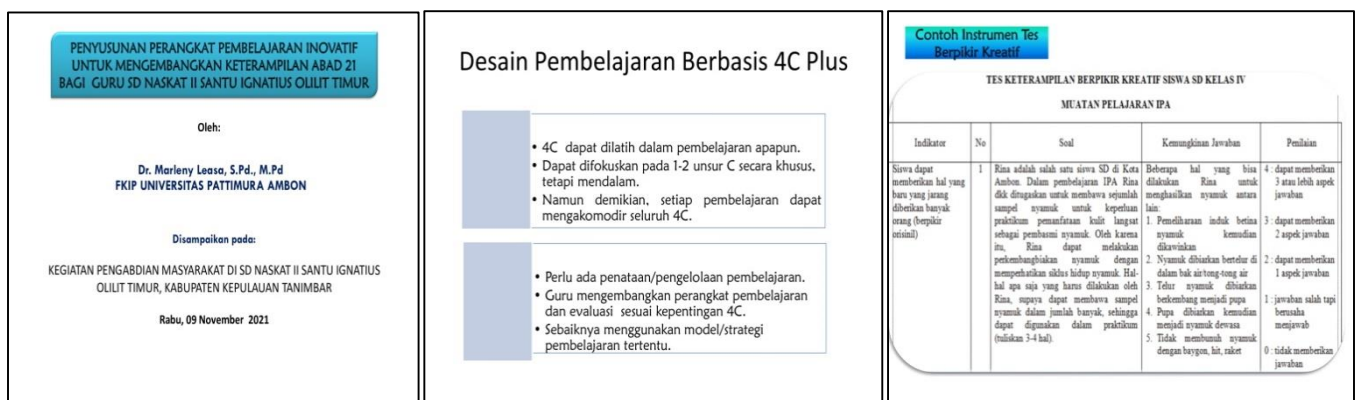 PENYUSUNAN PERANGKAT PEMBELAJARAN INOVATIF
UNTUK MENGEMBANGKAN KETERAMPILAN ABAD 21
BAGI GURU SD NASKAT II SANTU IGNATIUS OLILIT TIMUR
Oleh:
Dr. Marleny Leasa, S.Pd., M.Pd
FKIP UNIVERSITAS PATTIMURA AMBON
Disampaikan pada:
KEGIATAN PENGABDIAN MASYARAKAT DI SD NASKAT II SANTU IGNATIUS
OLILIT TIMUR, KABUPATEN KEPULAUAN TANIMBAR
Rabu, 09 November 2021
Desain Pembelajaran Berbasis 4C Plus
• 4C dapat dilatih dalam pembelajaran apapun.
• Dapat difokuskan pada 1-2 unsur C secara khusus,
tetapi mendalam.
• Namun demikian, setiap pembelajaran dapat
mengakomodir seluruh 4C.
• Perlu ada penataan/pengelolaan pembelajaran.
• Guru mengembangkan perangkat pembelajaran
dan evaluasi sesuai kepentingan 4C.
• Sebaiknya menggunakan model/strategi
pembelajaran tertentu.
Contoh Instrumen Tes
Berpikir Kreatif
TES KETERAMPILAN BERPIKIR KREATIF SISWA SD KELAS IV
MUATAN PELAJARAN IPA
Indikator
No
Soal
Kemungkinan Jawaban
Penilaian
Siswa dapat
memberikan hal yang
baru yang jarang
diberikan banyak
orang (berpikir
orisinil)
1
Rina adalah salah satu siswa SD di Kota
Ambon. Dalam pembelajaran IPA Rina
dkk ditugaskan untuk membawa sejumlah
sampel nyamuk untuk keperluan
praktikum pemanfaatan kulit langsat
sebagai pembasmi nyamuk. Oleh karena
itu, Rina dapat melakukan
perkembangbiakan nyamuk dengan
memperhatikan siklus hidup nyamuk. Hal-
hal apa saja yang harus dilakukan oleh
Rina, supaya dapat membawa sampel
nyamuk dalam jumlah banyak, sehingga
dapat digunakan dalam praktikum
(tuliskan 3-4 hal).
Beberapa hal yang bisa
dilakukan Rina untuk
menghasilkan nyamuk antara
lain:
1. Pemeliharaan induk betina
nyamuk kemudian
dikawinkan
2. Nyamuk dibiarkan bertelur di
dalam bak air/tong-tong air
3. Telur nyamuk dibiarkan
berkembang menjadi pupa
4. Pupa dibiarkan kemudian
menjadi nyamuk dewasa
5. Tidak membunuh nyamuk
dengan baygon, hit, raket
4 : dapat memberikan
3 atau lebih aspek
jawaban
3 : dapat memberikan
2 aspek jawaban
2 : dapat memberikan
1 aspek jawaban
1 : jawaban salah tapi
berusaha
menjawab
0 : tidak memberikan
jawaban